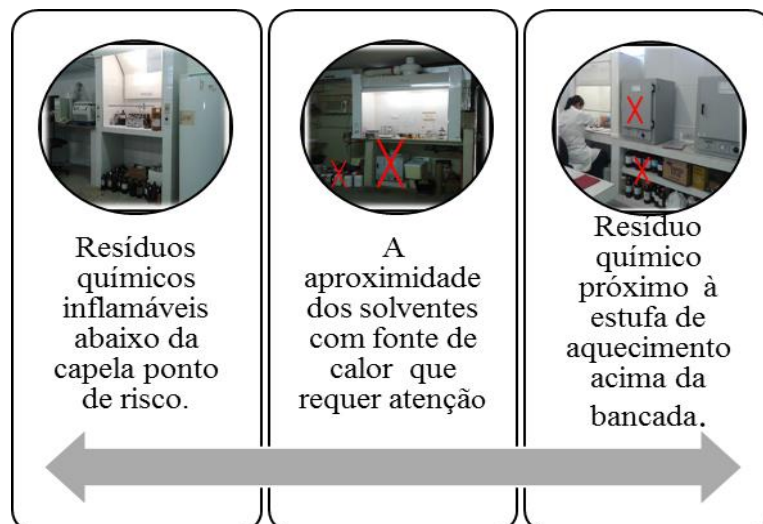 Resíduos
químicos
inflamáveis
abaixo da
capela ponto
de risco.
A
aproximidade
dos solventes
com fonte de
calor que
requer atenção
Resíduo
químico
próximo à
estufa de
aquecimento
acima da
bancada.